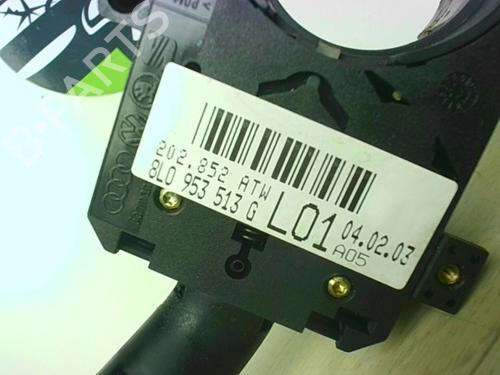 202.852 ATW
8L0 953 513 G
L01
04.02.03
A05
B-PARTS